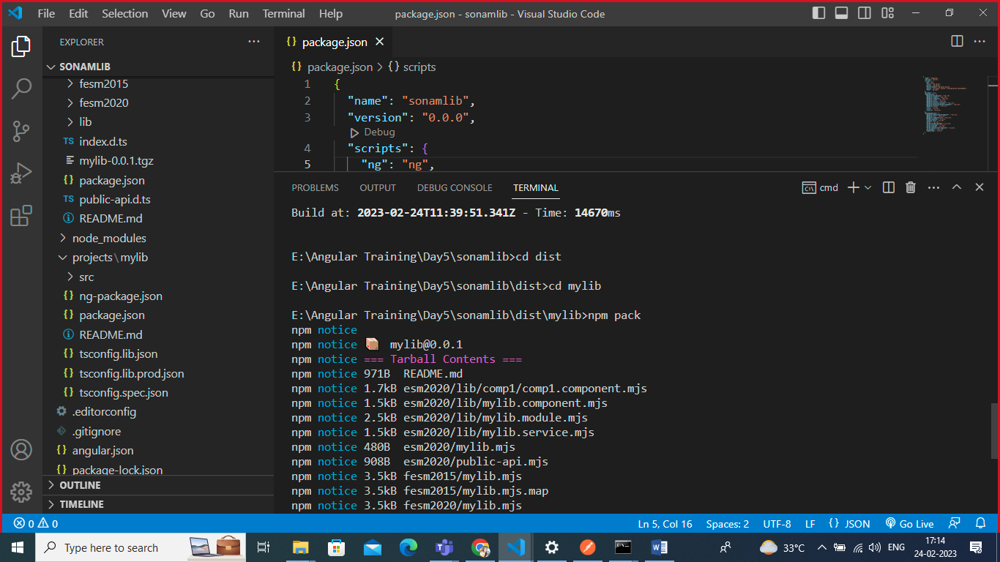 File Edit Selection View Go Run Terminal Help
package.json - sonamlib - Visual Studio Code
EXPLORER
SONAMLIB
fesm2015
fesm2020
lib
TS index.d.ts
mylib-0.0.1.tgz
{} package.json
TS public-api.d.ts
README.md
node_modules
projects\mylib
src
{} ng-package.json
{} package.json
README.md
{} tsconfig.lib.json
{} tsconfig.lib.prod.json
{} tsconfig.spec.json
.editorconfig
.gitignore
{} angular.json
{} package-lock.json
OUTLINE
TIMELINE
{} package.json
{} package.json > {} scripts
1 {
2 "name": "sonamlib",
3 "version": "0.0.0",
Debug
4 "scripts": {
5 "ng": "ng",
PROBLEMS OUTPUT DEBUG CONSOLE TERMINAL
cmd
Build at: 2023-02-24T11:39:51.341Z - Time: 14670ms
E:\Angular Training\Day5\sonamlib>cd dist
E:\Angular Training\Day5\sonamlib\dist>cd mylib
E:\Angular Training\Day5\sonamlib\dist\mylib>npm pack
npm notice
npm notice 📦 mylib@0.0.1
npm notice === Tarball Contents ===
npm notice 971B README.md
npm notice 1.7kB esm2020/lib/comp1/comp1.component.mjs
npm notice 1.5kB esm2020/lib/mylib.component.mjs
npm notice 2.5kB esm2020/lib/mylib.module.mjs
npm notice 1.5kB esm2020/lib/mylib.service.mjs
npm notice 480B esm2020/mylib.mjs
npm notice 908B esm2020/public-api.mjs
npm notice 3.5kB fesm2015/mylib.mjs
npm notice 3.5kB fesm2015/mylib.mjs.map
npm notice 3.5kB fesm2020/mylib.mjs
0 0
Ln 5, Col 16 Spaces: 2 UTF-8 LF {} JSON Go Live
Type here to search
33°C
ENG
17:14
24-02-2023